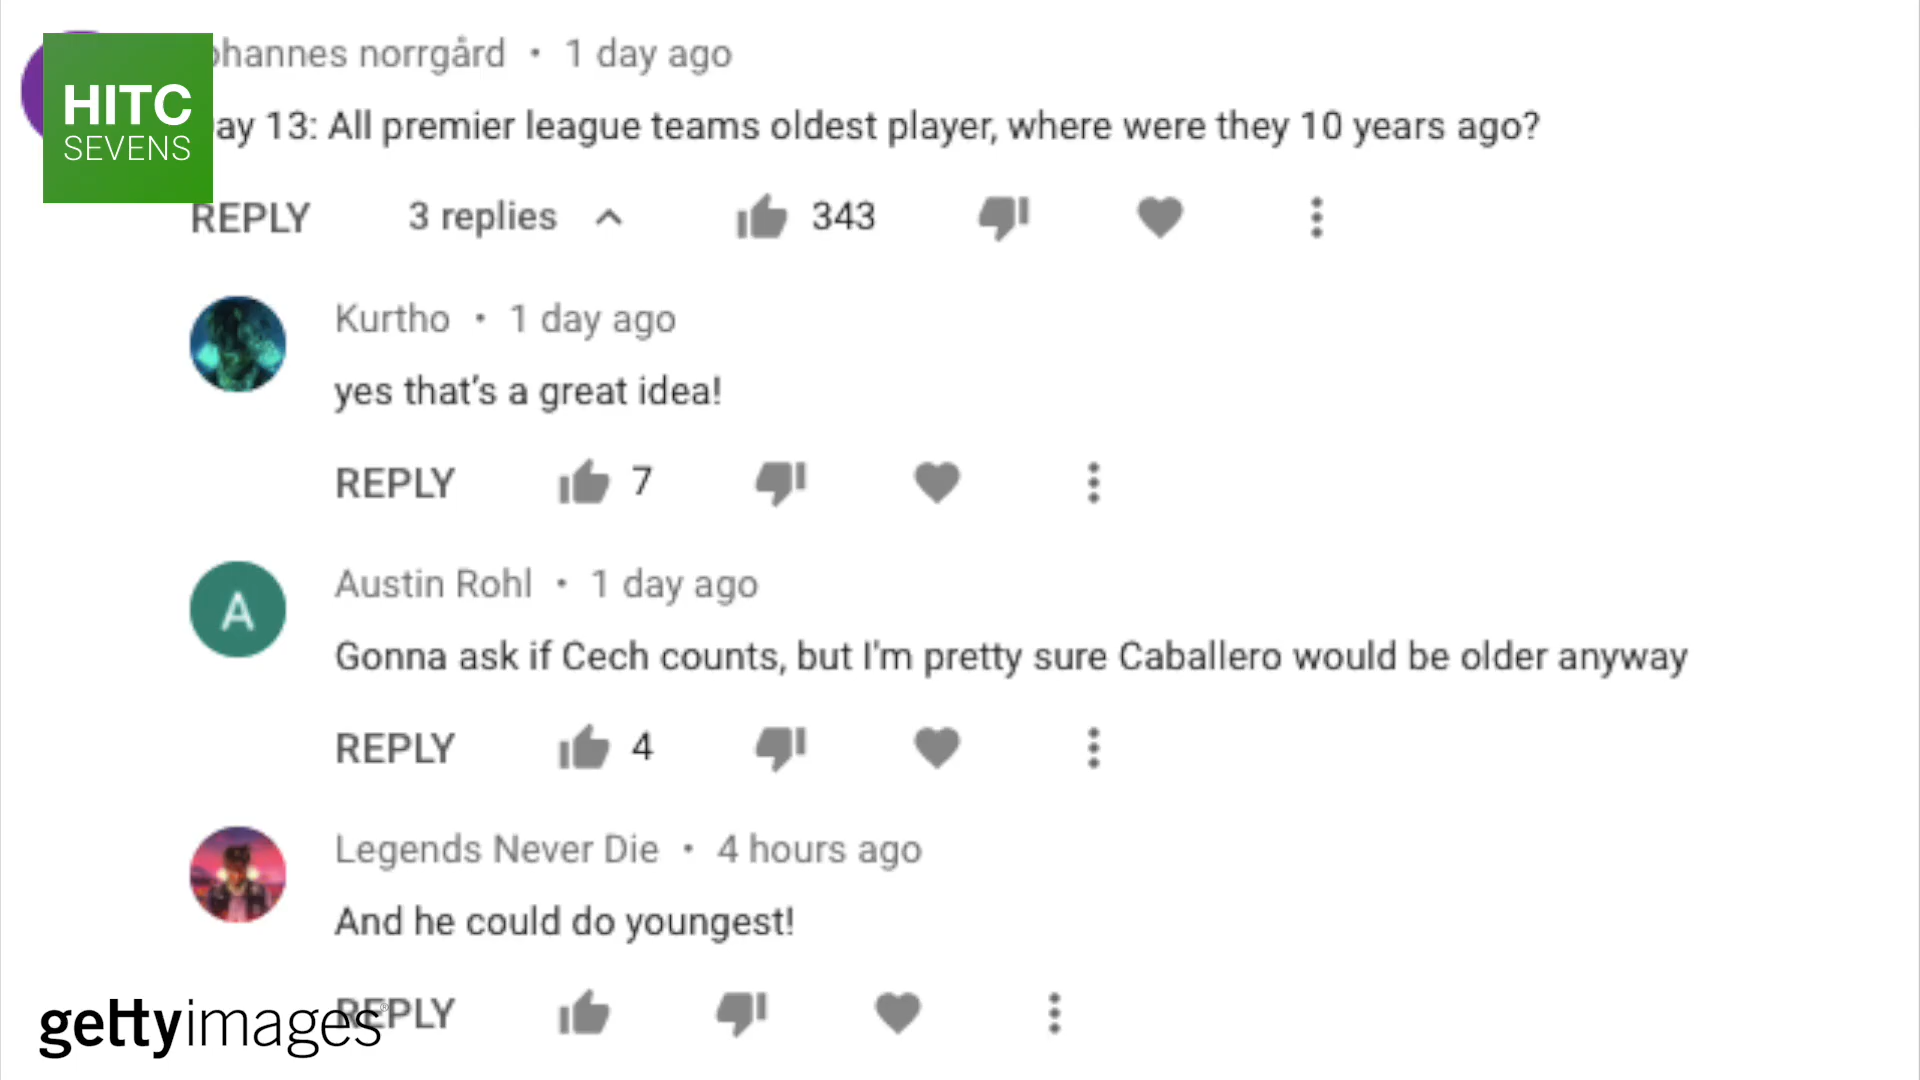 HITC
SEVENS
ohannes norrgård • 1 day ago
ay 13: All premier league teams oldest player, where were they 10 years ago?
REPLY 3 replies 343
Kurtho • 1 day ago
yes that's a great idea!
REPLY 7
A
Austin Rohl • 1 day ago
Gonna ask if Cech counts, but I'm pretty sure Caballero would be older anyway
REPLY 4
Legends Never Die • 4 hours ago
And he could do youngest!
REPLY
gettyimages®